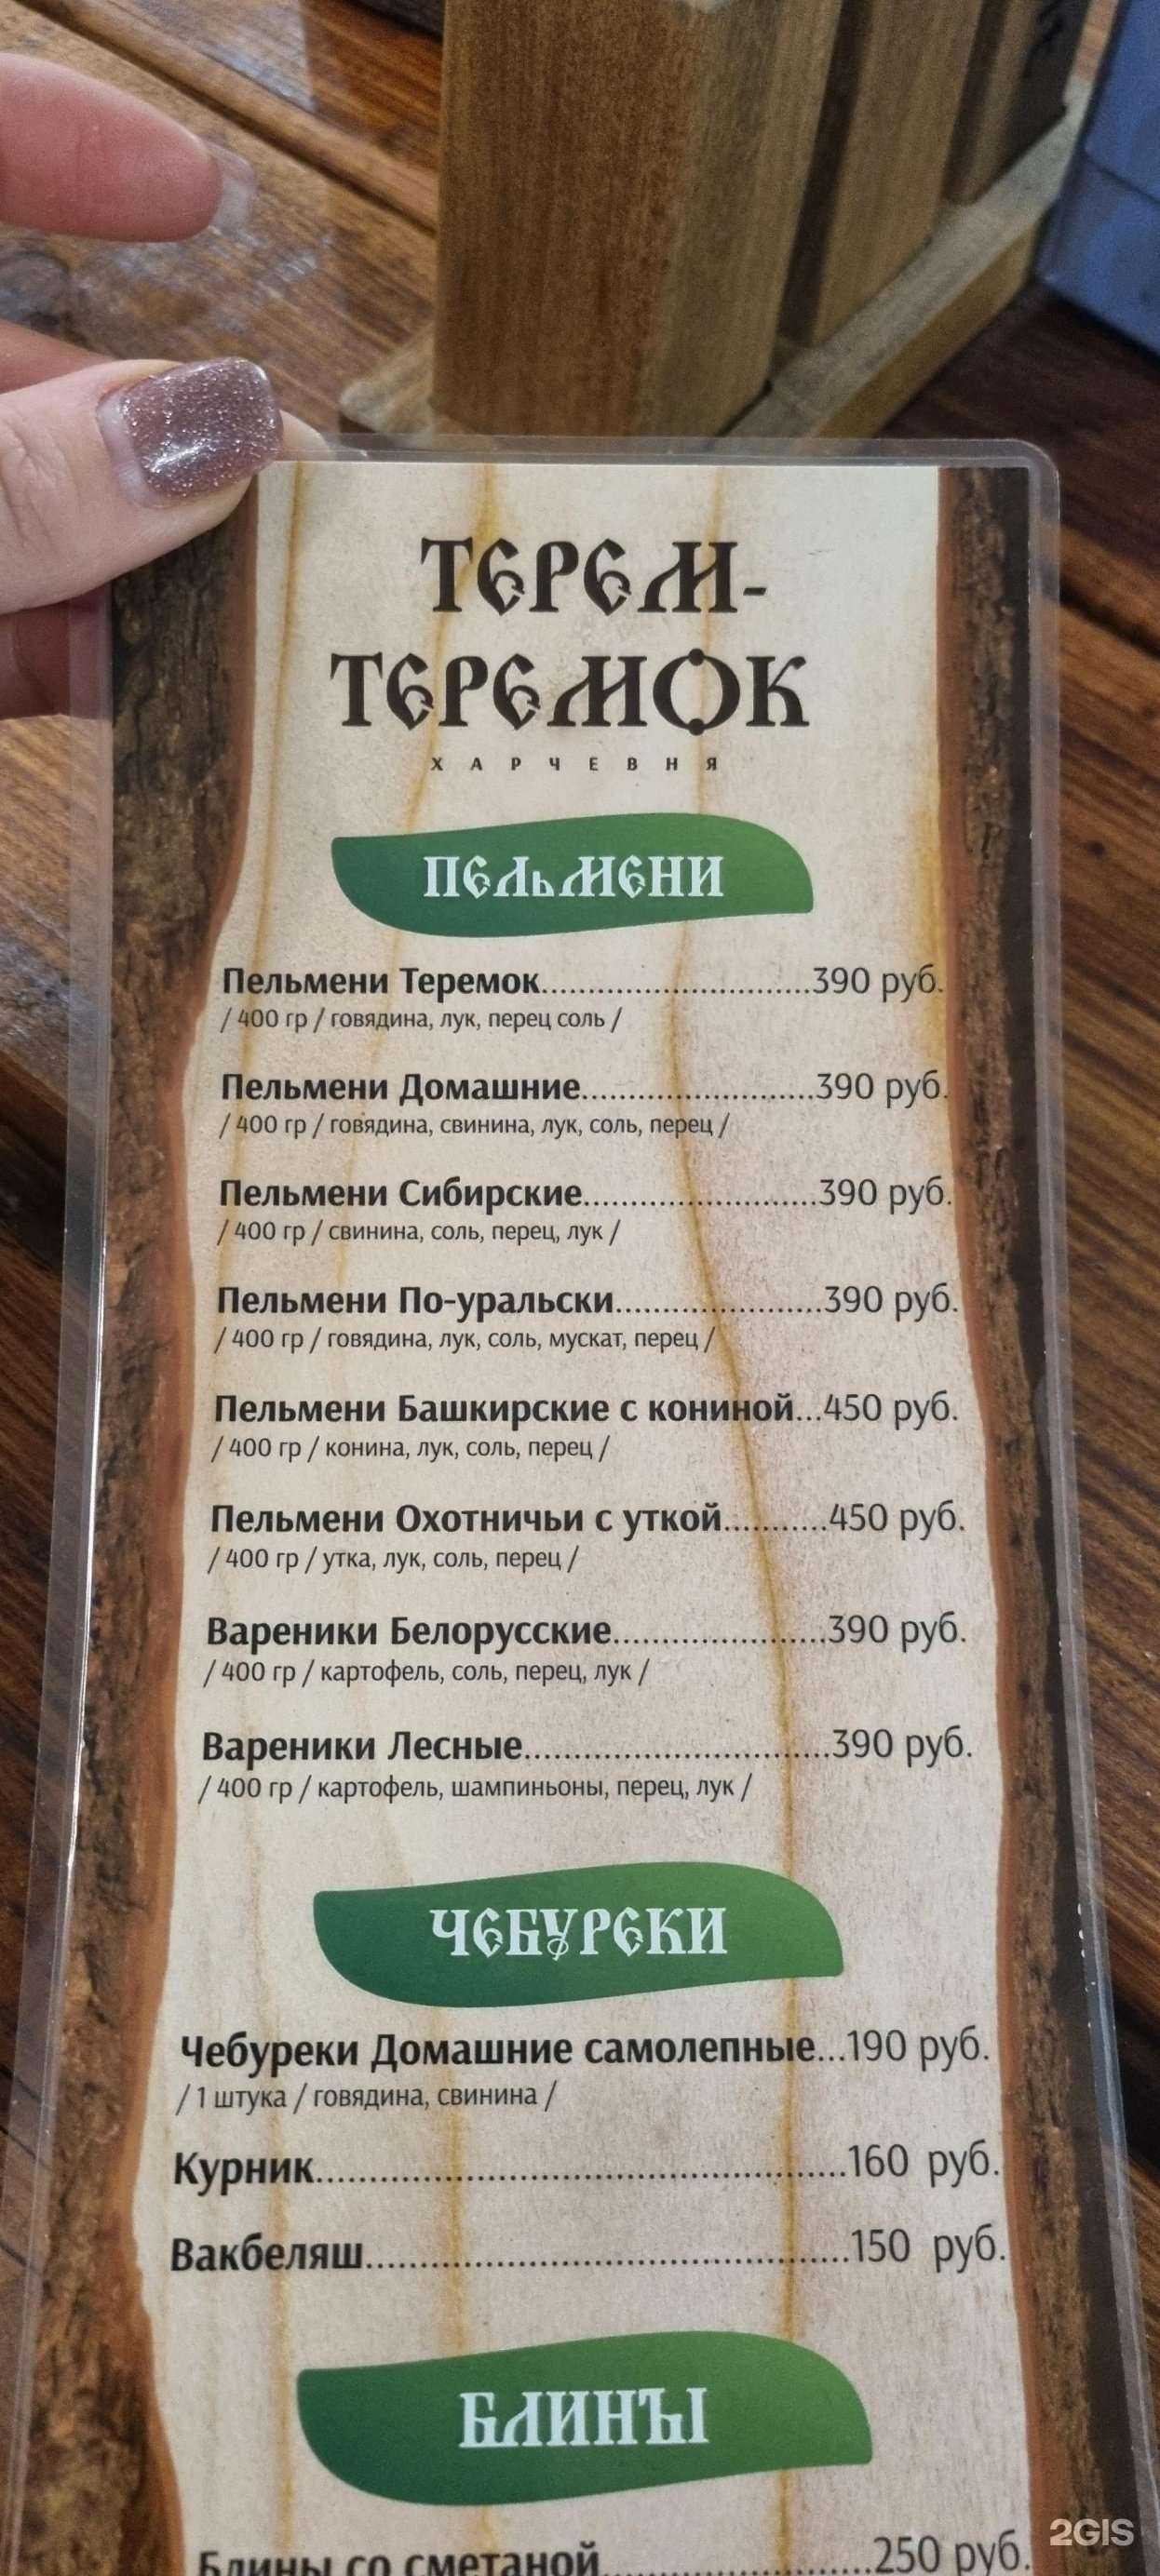 ТЕРЕМ-
ТЕРЕМОК
ХАРЧЕВНЯ
ПЕЛЬМЕНИ
Пельмени Теремок............................390 руб.
/ 400 гр / говядина, лук, перец соль /
Пельмени Домашние.........................390 руб.
/ 400 гр / говядина, свинина, лук, соль, перец /
Пельмени Сибирские.........................390 руб.
/ 400 гр / свинина, соль, перец, лук /
Пельмени По-уральски......................390 руб.
/ 400 гр / говядина, лук, соль, мускат, перец /
Пельмени Башкирские с кониной...450 руб.
/ 400 гр / конина, лук, соль, перец /
Пельмени Охотничьи с уткой...........450 руб.
/ 400 гр / утка, лук, соль, перец /
Вареники Белорусские.......................390 руб.
/ 400 гр / картофель, соль, перец, лук /
Вареники Лесные................................390 руб.
/ 400 гр / картофель, шампиньоны, перец, лук /
ЧЕБУРЕКИ
Чебуреки Домашние самолепные...190 руб.
/ 1 штука / говядина, свинина /
Курник..................................................160 руб.
Вакбеляш.............................................150 руб.
БЛИНЫ
Блины со сметаной..........................250 руб.
2GIS